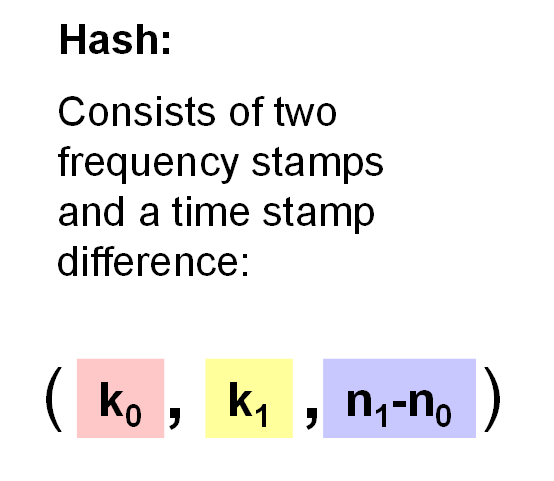 Hash:
Consists of two
frequency stamps
and a time stamp
difference:
( k₀ , k₁ , n₁-n₀ )